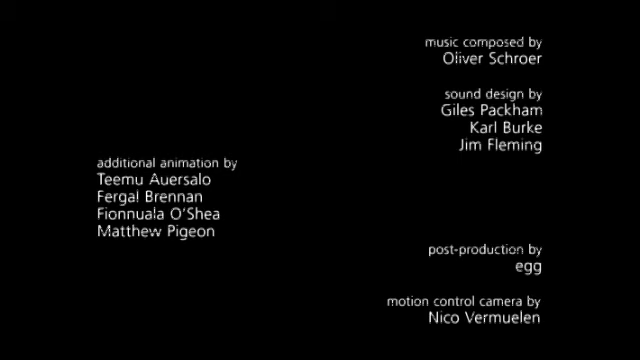 music composed by
Oliver Schroer
sound design by
Giles Packham
Karl Burke
Jim Fleming
additional animation by
Teemu Auersalo
Fergal Brennan
Fionnuala O'Shea
Matthew Pigeon
post-production by
egg
motion control camera by
Nico Vermuelen